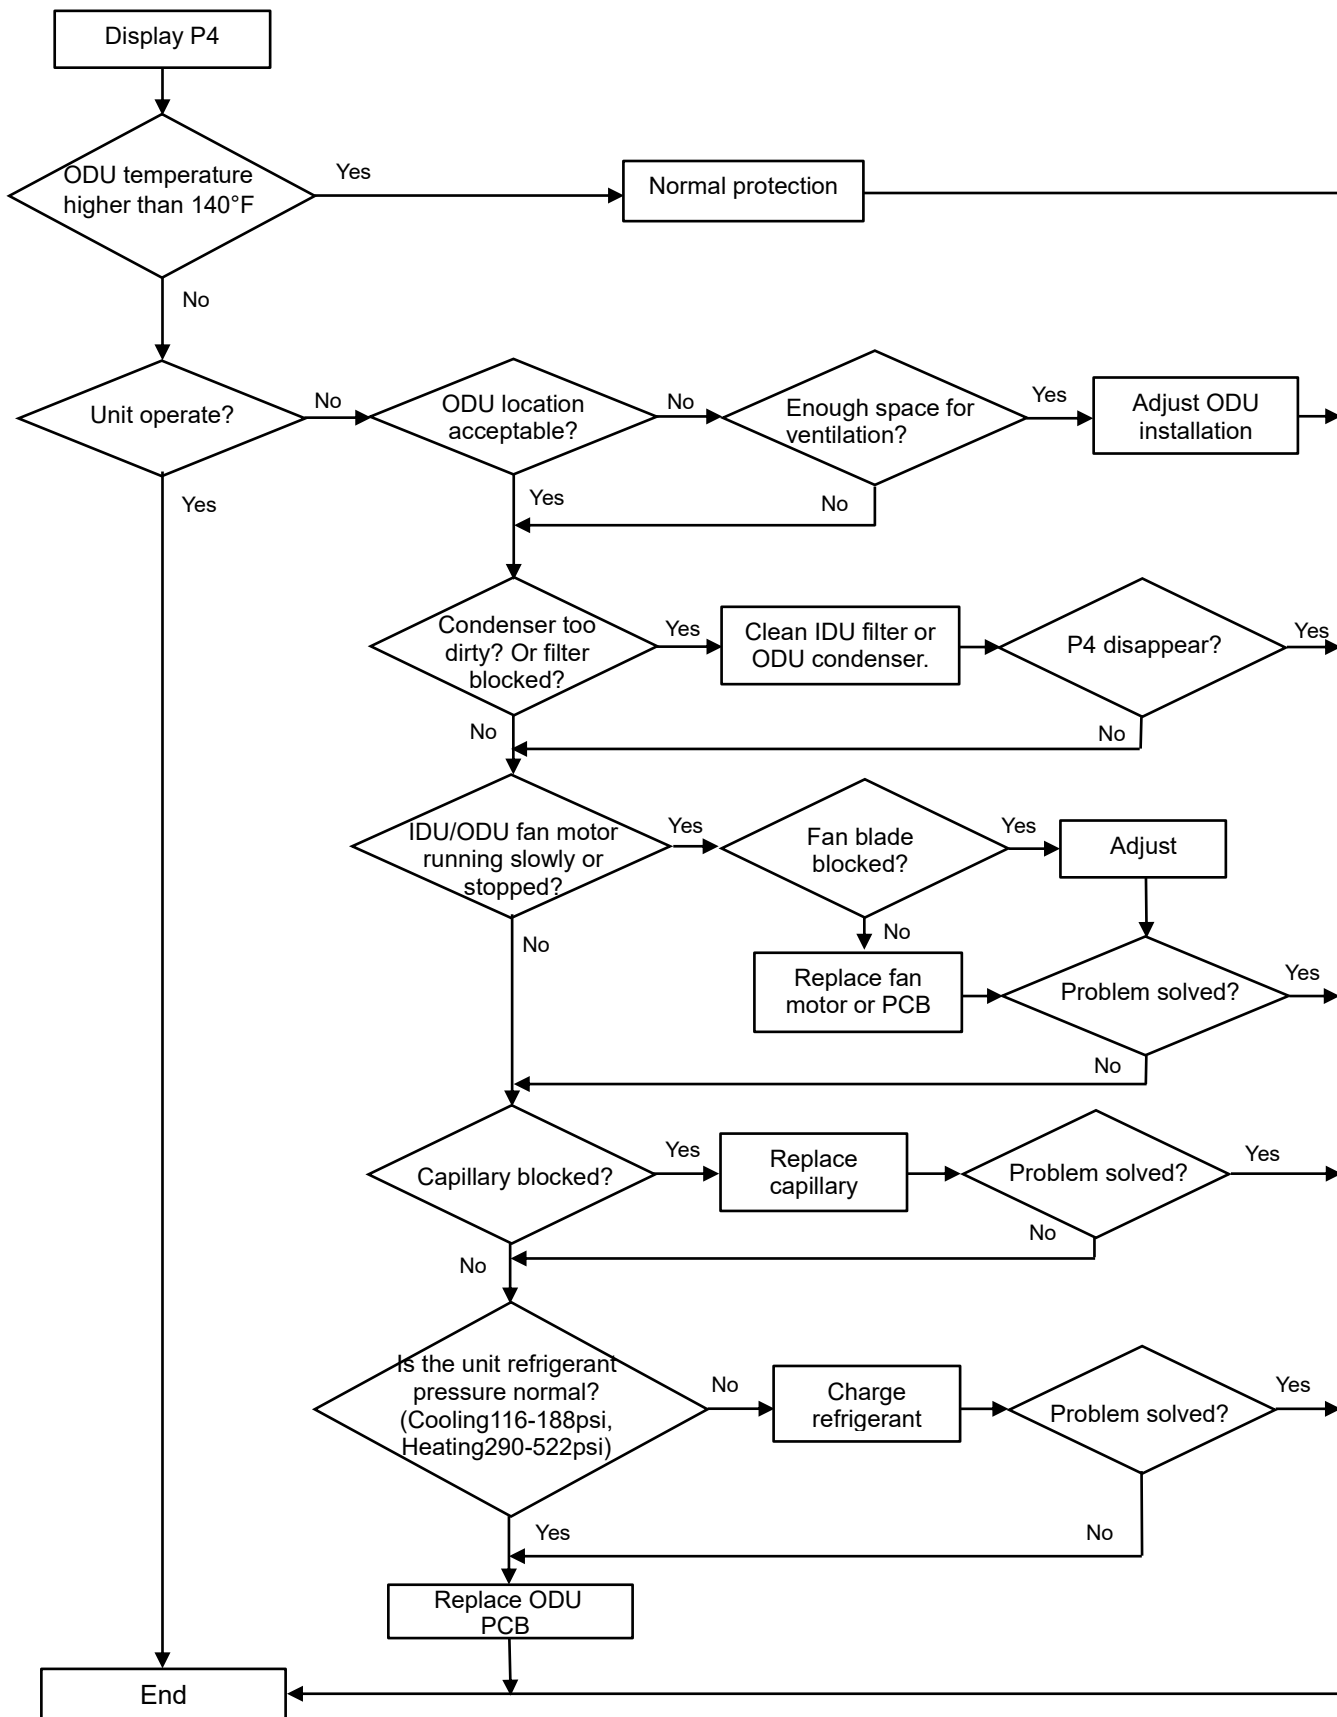 Display P4
ODU temperature
higher than 140°F
Yes
Normal protection
No
Unit operate?
No
ODU location
acceptable?
No
Enough space for
ventilation?
Yes
Adjust ODU
installation
Yes
Yes
No
Condenser too
dirty? Or filter
blocked?
Yes
Clean IDU filter or
ODU condenser.
P4 disappear?
Yes
No
No
IDU/ODU fan motor
running slowly or
stopped?
Yes
Fan blade
blocked?
Yes
Adjust
No
No
Replace fan
motor or PCB
Problem solved?
Yes
No
Capillary blocked?
Yes
Replace
capillary
Problem solved?
Yes
No
No
Is the unit refrigerant
pressure normal?
(Cooling116-188psi,
Heating290-522psi)
No
Charge
refrigerant
Problem solved?
Yes
Yes
No
Replace ODU
PCB
End